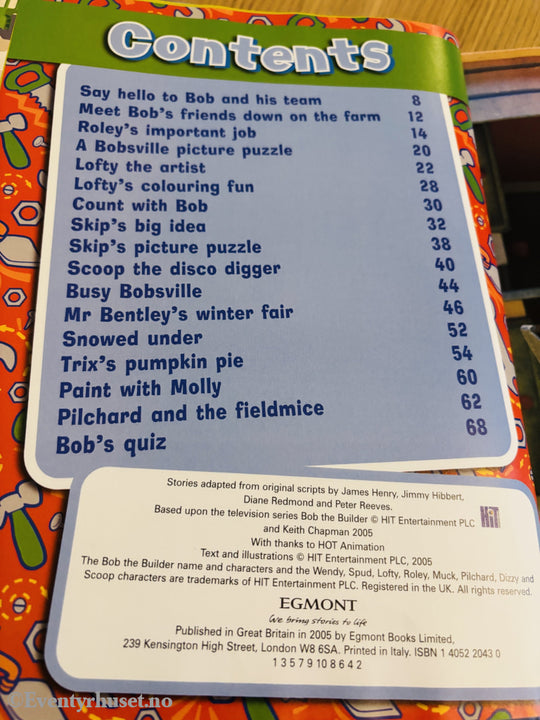 Contents
Say hello to Bob and his team 8
Meet Bob's friends down on the farm 12
Roley's important job 14
A Bobsville picture puzzle 20
Lofty the artist 22
Lofty's colouring fun 28
Count with Bob 30
Skip's big idea 32
Skip's picture puzzle 38
Scoop the disco digger 40
Busy Bobsville 44
Mr Bentley's winter fair 46
Snowed under 52
Trix's pumpkin pie 54
Paint with Molly 60
Pilchard and the fieldmice 62
Bob's quiz 68
Stories adapted from original scripts by James Henry, Jimmy Hibbert,
Diane Redmond and Peter Reeves.
Based upon the television series Bob the Builder © HIT Entertainment PLC
and Keith Chapman 2005
HiT
With thanks to HOT Animation
Text and illustrations © HIT Entertainment PLC, 2005
The Bob the Builder name and characters and the Wendy, Spud, Lofty, Roley, Muck, Pilchard, Dizzy and
Scoop characters are trademarks of HIT Entertainment PLC. Registered in the UK. All rights reserved.
EGMONT
We bring stories to life
Published in Great Britain in 2005 by Egmont Books Limited,
239 Kensington High Street, London W8 6SA. Printed in Italy. ISBN 1 4052 2043 0
1 3 5 7 9 10 8 6 4 2
©Eventyrhuset.no